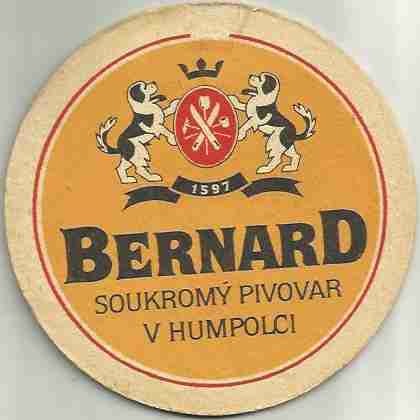 1597
BERNARD
SOUKROMÝ PIVOVAR
V HUMPOLCI